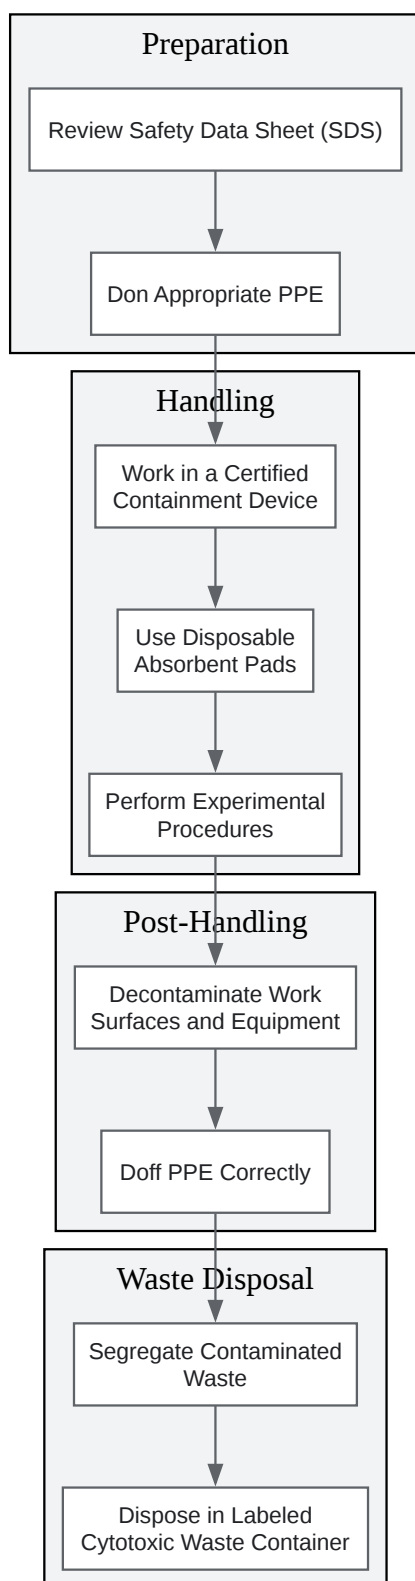 Preparation
Review Safety Data Sheet (SDS)
Don Appropriate PPE
Handling
Work in a Certified
Containment Device
Use Disposable
Absorbent Pads
Perform Experimental
Procedures
Post-Handling
Decontaminate Work
Surfaces and Equipment
Doff PPE Correctly
Waste Disposal
Segregate Contaminated
Waste
Dispose in Labeled
Cytotoxic Waste Container